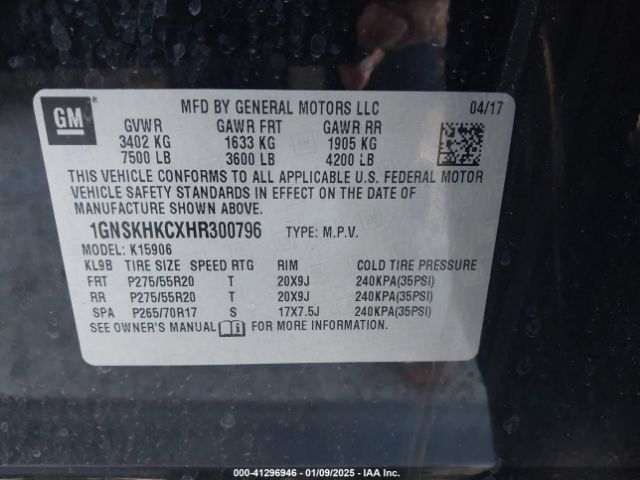 GM
MFD BY GENERAL MOTORS LLC 04/17
GVWR GAWR FRT GAWR RR
3402 KG 1633 KG 1905 KG
7500 LB 3600 LB 4200 LB
THIS VEHICLE CONFORMS TO ALL APPLICABLE U.S. FEDERAL MOTOR
VEHICLE SAFETY STANDARDS IN EFFECT ON THE DATE OF
MANUFACTURE SHOWN ABOVE.
1GNSKHKCXHR300796 TYPE: M.P.V.
MODEL: K15906
KL9B TIRE SIZE SPEED RTG RIM COLD TIRE PRESSURE
FRT P275/55R20 T 20X9J 240KPA(35PSI)
RR P275/55R20 T 20X9J 240KPA(35PSI)
SPA P265/70R17 S 17X7.5J 240KPA(35PSI)
SEE OWNER'S MANUAL FOR MORE INFORMATION.
000-41296946 - 01/09/2025 - IAAI.COM